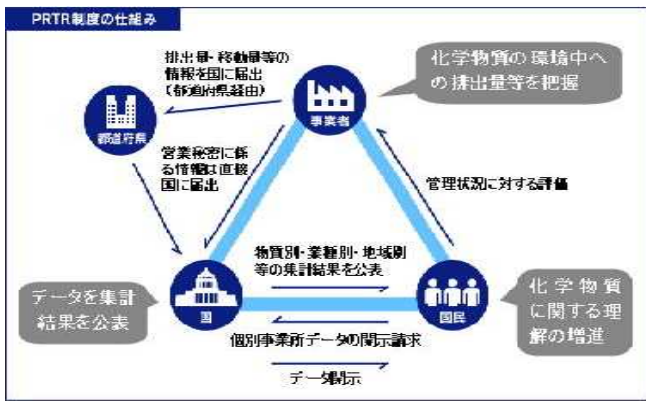 PRTR制度の仕組み
排出量・移動量等の
情報を国に届出
(都道府県経由)
化学物質の環境中へ
の排出量等を把握
都道府県
事業者
営業秘密に係
る情報は直接
国に届出
管理状況に対する評価
物質別・業種別・地域別
等の集計結果を公表
データを集計
結果を公表
国
国民
化学物質
に関する理
解の増進
個別事業所データの開示請求
データ開示